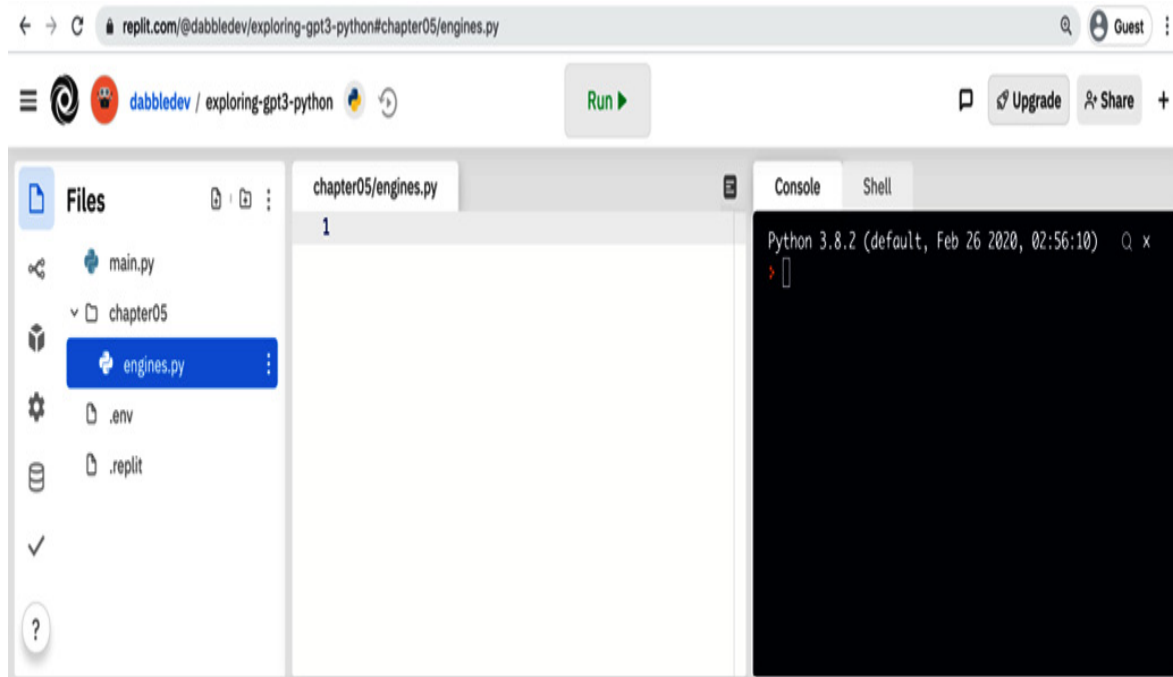 replit.com/@dabbledev/exploring-gpt3-python#chapter05/engines.py
Guest
dabbledev / exploring-gpt3-python
Run
Upgrade
Share
Files
main.py
chapter05
engines.py
.env
.replit
?
chapter05/engines.py
1
Console Shell
Python 3.8.2 (default, Feb 26 2020, 02:56:10)
>